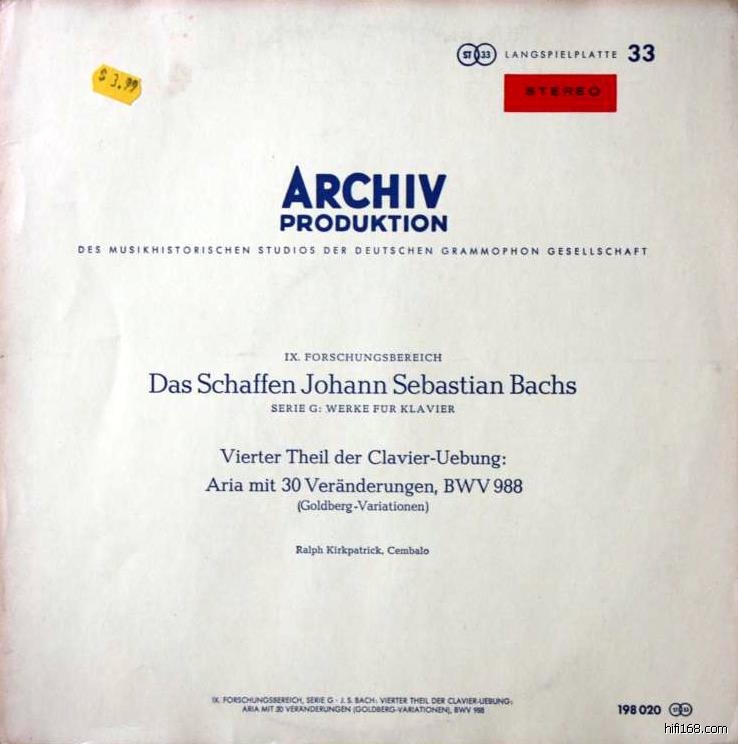 ST 33 LANGSPIELPLATTE 33
STEREO
$3.99
ARCHIV
PRODUKTION
DES MUSIKHISTORISCHEN STUDIOS DER DEUTSCHEN GRAMMOPHON GESELLSCHAFT
IX. FORSCHUNGSBEREICH
Das Schaffen Johann Sebastian Bachs
SERIE G: WERKE FÜR KLAVIER
Vierter Theil der Clavier-Uebung:
Aria mit 30 Veränderungen, BWV 988
(Goldberg-Variationen)
Ralph Kirkpatrick, Cembalo
IX. FORSCHUNGSBEREICH, SERIE G · J. S. BACH: VIERTER THEIL DER CLAVIER-UEBUNG:
ARIA MIT 30 VERÄNDERUNGEN (GOLDBERG-VARIATIONEN), BWV 988
198 020 ST 33
hifi168.com